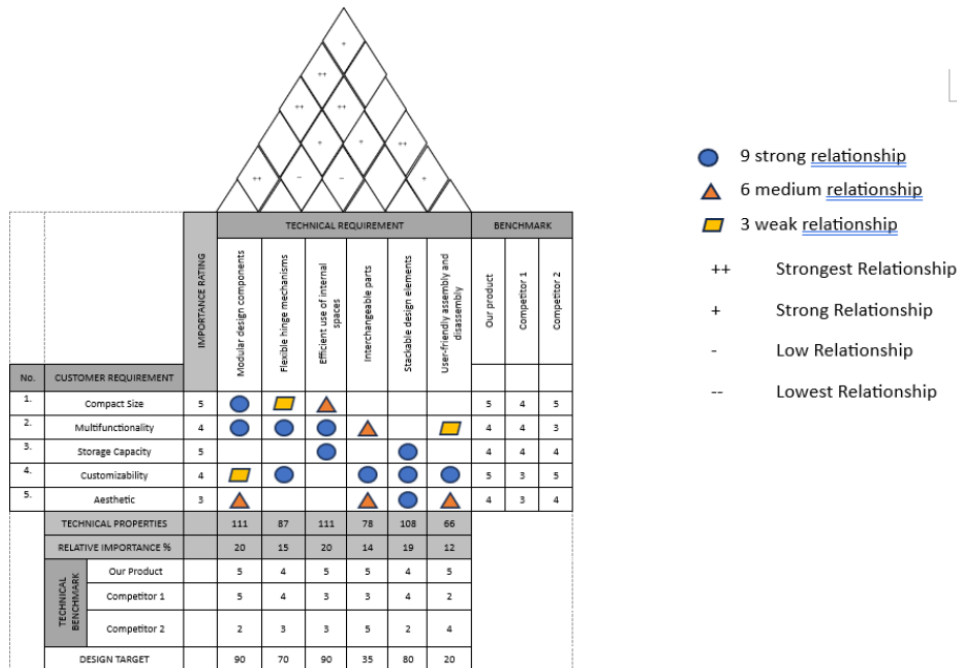 +
++
++ ++
+ + ++
++ - - +
TECHNICAL REQUIREMENT BENCHMARK
IMPORTANCE RATING
Modular design components
Flexible hinge mechanisms
Efficient use of internal
spaces
Interchangeable parts
Stackable design elements
User-friendly assembly and
disassembly
Our product
Competitor 1
Competitor 2
No. CUSTOMER REQUIREMENT
1. Compact Size 5 5 4 5
2. Multifunctionality 4 4 4 3
3. Storage Capacity 5 4 4 4
4. Customizability 4 5 3 5
5. Aesthetic 3 4 3 4
TECHNICAL PROPERTIES 111 87 111 78 108 66
RELATIVE IMPORTANCE % 20 15 20 14 19 12
TECHNICAL
BENCHMARK
Our Product 5 4 5 5 4 5
Competitor 1 5 4 3 3 4 2
Competitor 2 2 3 3 5 2 4
DESIGN TARGET 90 70 90 35 80 20
9 strong relationship
6 medium relationship
3 weak relationship
++ Strongest Relationship
+ Strong Relationship
- Low Relationship
-- Lowest Relationship